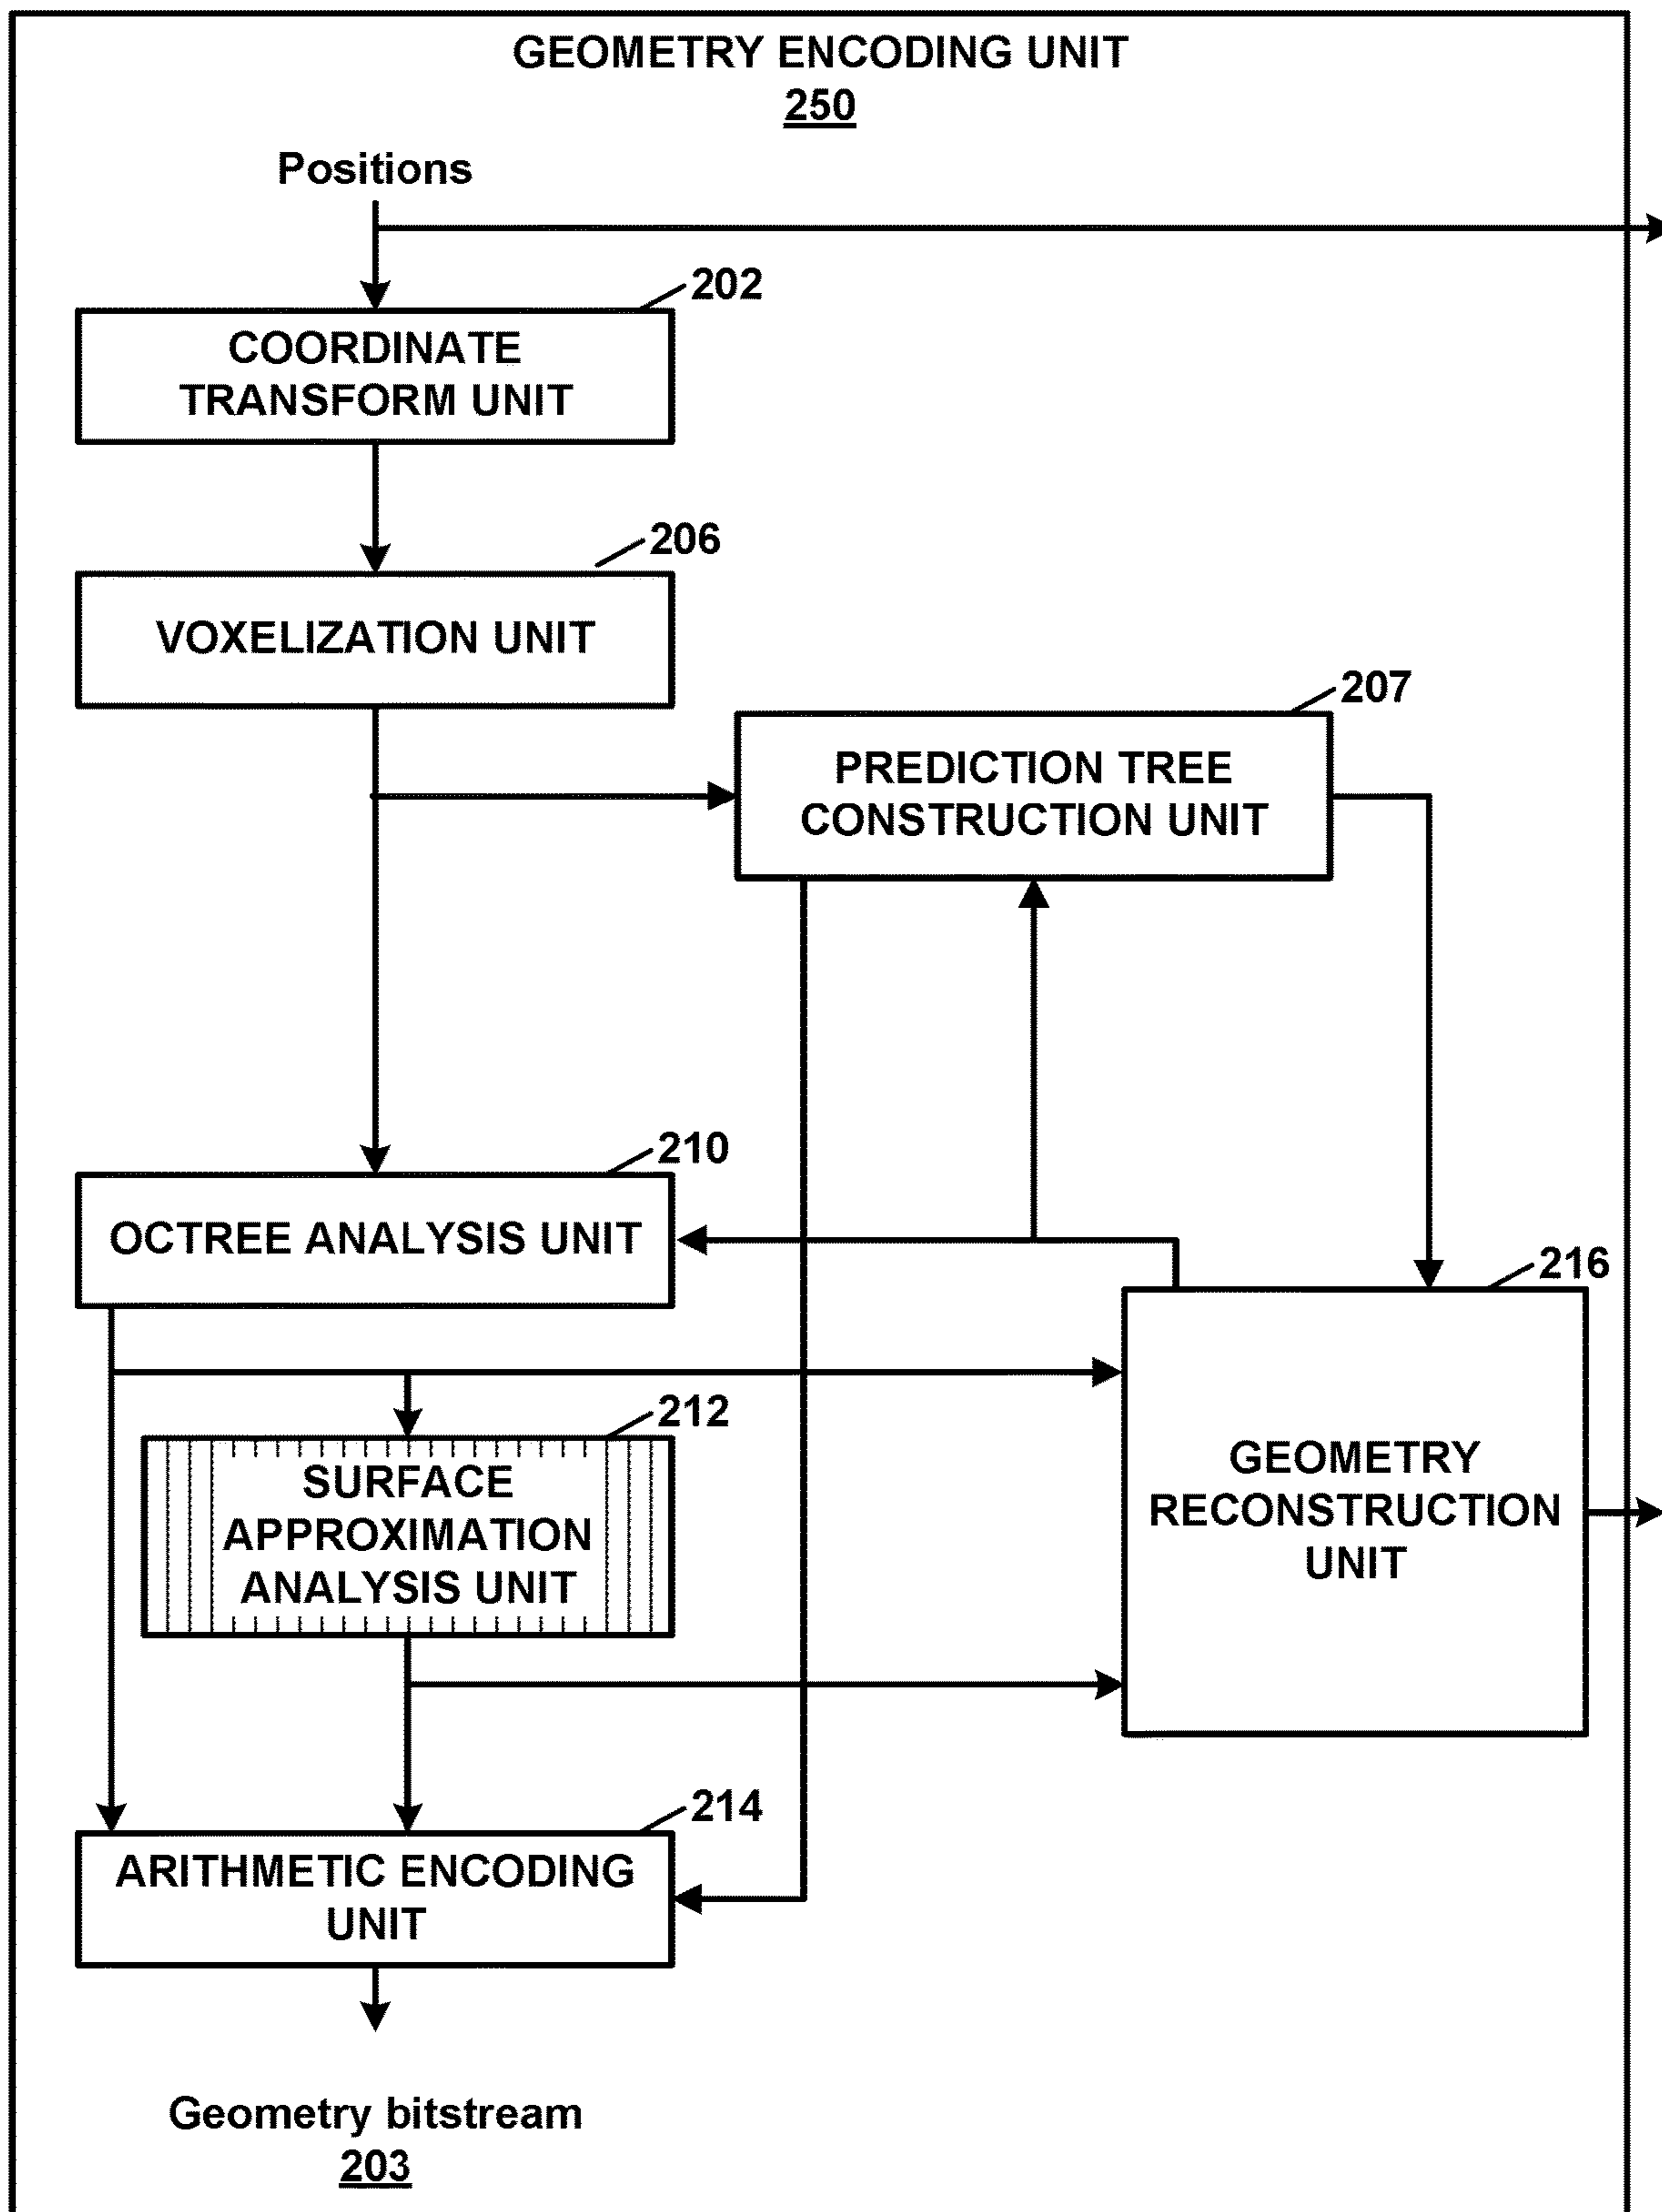 GEOMETRY ENCODING UNIT
250
Positions
202
COORDINATE
TRANSFORM UNIT
206
VOXELIZATION UNIT
207
PREDICTION TREE
CONSTRUCTION UNIT
210
OCTREE ANALYSIS UNIT
216
GEOMETRY
RECONSTRUCTION
UNIT
212
SURFACE
APPROXIMATION
ANALYSIS UNIT
214
ARITHMETIC ENCODING
UNIT
Geometry bitstream
203